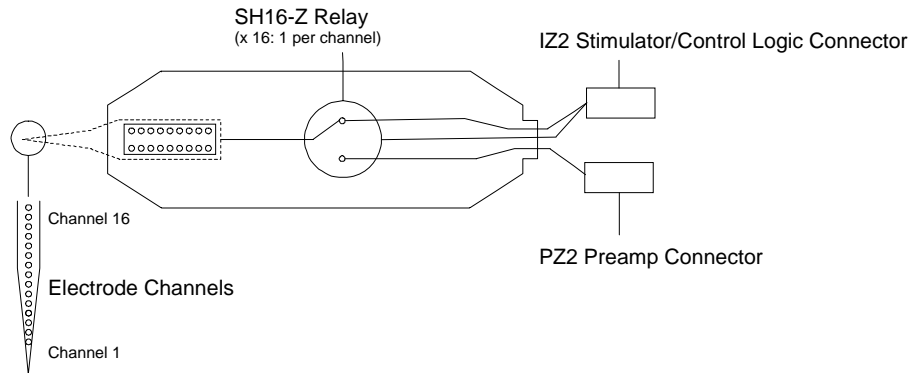 SH16-Z Relay
(x 16: 1 per channel)
IZ2 Stimulator/Control Logic Connector
Channel 16
PZ2 Preamp Connector
Electrode Channels
Channel 1